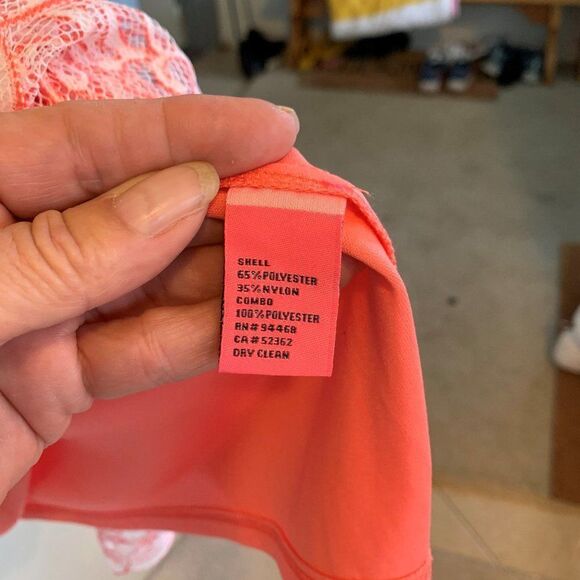 SHELL
65%POLYESTER
35%NYLON
COMBO
100%POLYESTER
RN# 94468
CA# 52362
DRY CLEAN